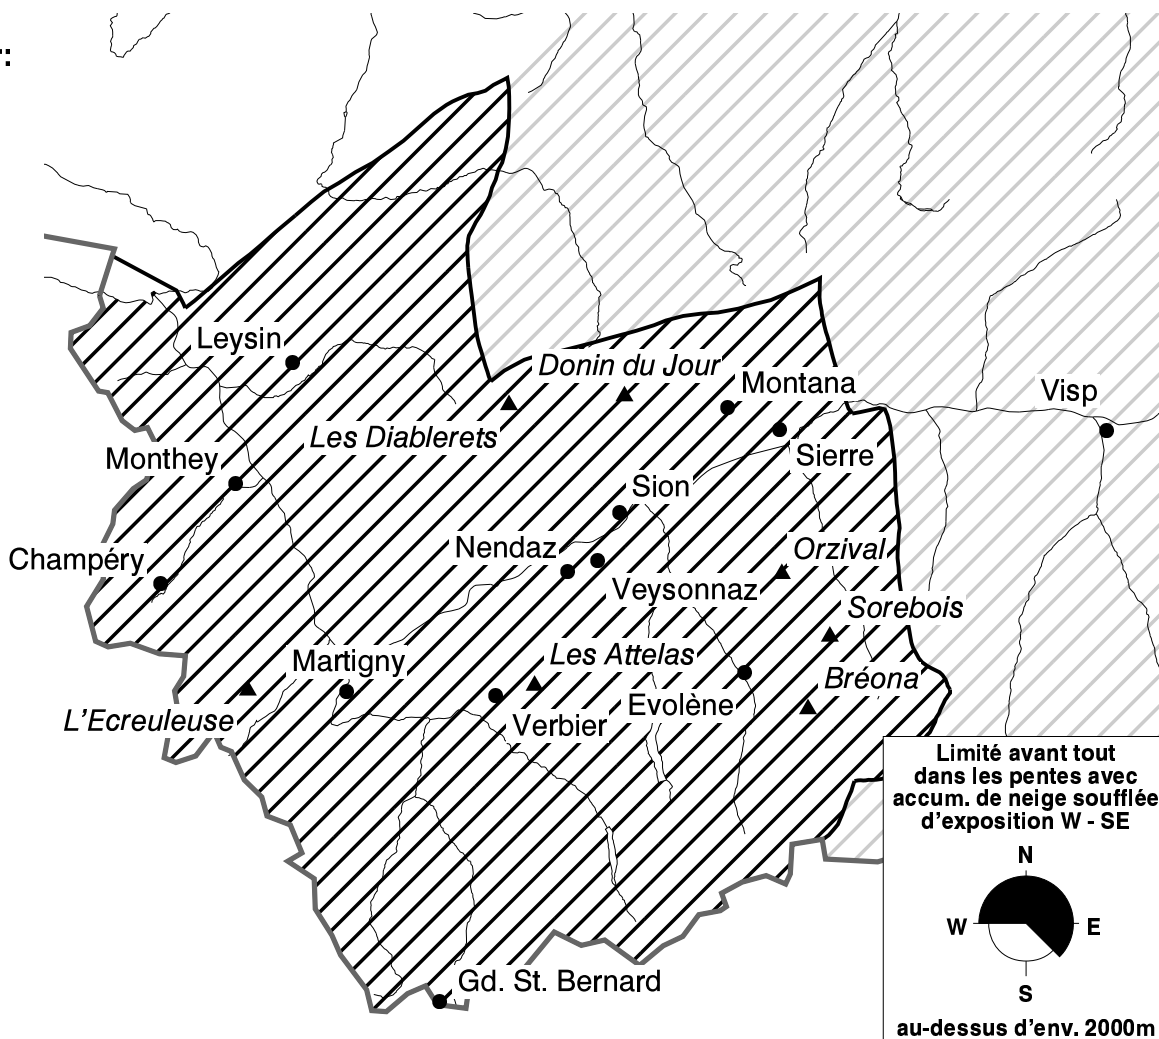 :
Leysin
Donin du Jour
Montana
Visp
Les Diablerets
Monthey
Sierre
Sion
Champéry
Nendaz
Orzival
Veysonnaz
Sorebois
Martigny
Les Attelas
Bréona
L'Ecreuleuse
Verbier
Evolène
Gd. St. Bernard
Limité avant tout
dans les pentes avec
accum. de neige soufflée
d'exposition W - SE
N
W
E
S
au-dessus d'env. 2000m